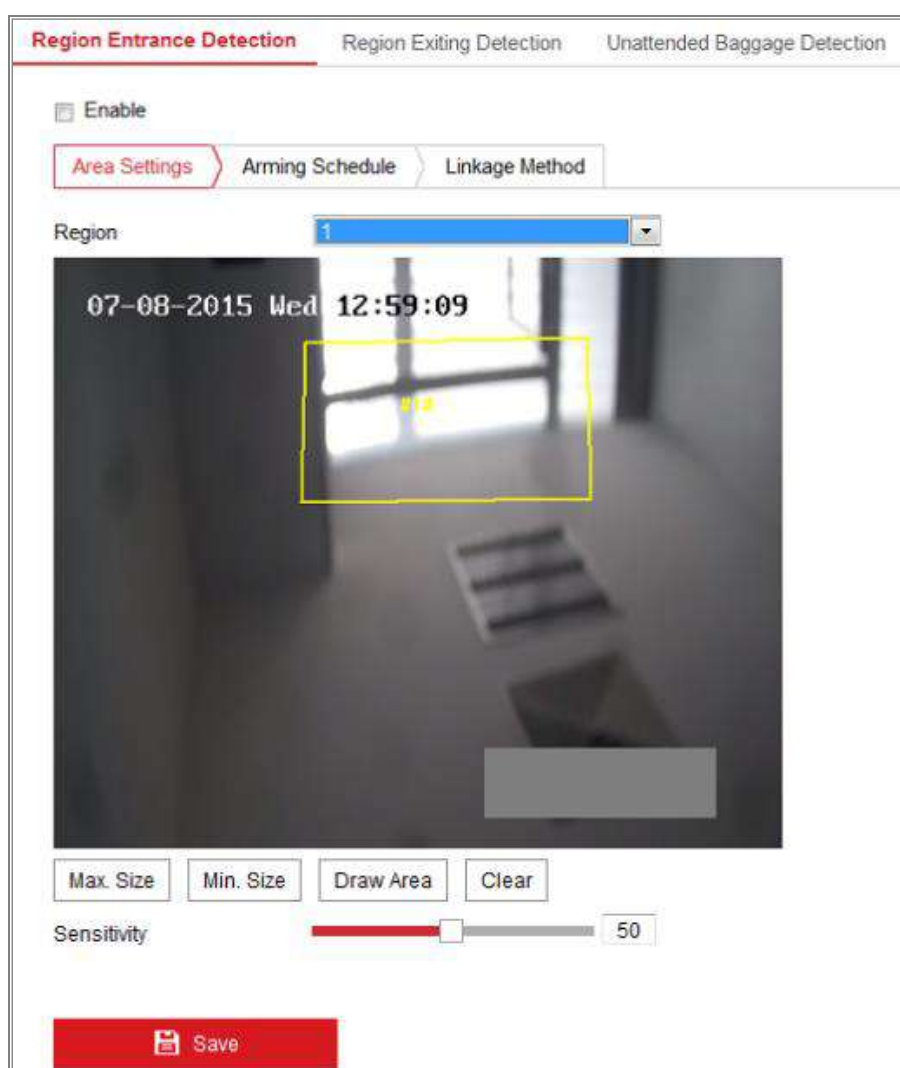 Region Entrance Detection Region Exiting Detection Unattended Baggage Detection
Enable
Area Settings Arming Schedule Linkage Method
Region 1
07-08-2015 Wed 12:59:09
#1#
Max. Size Min. Size Draw Area Clear
Sensitivity 50
Save